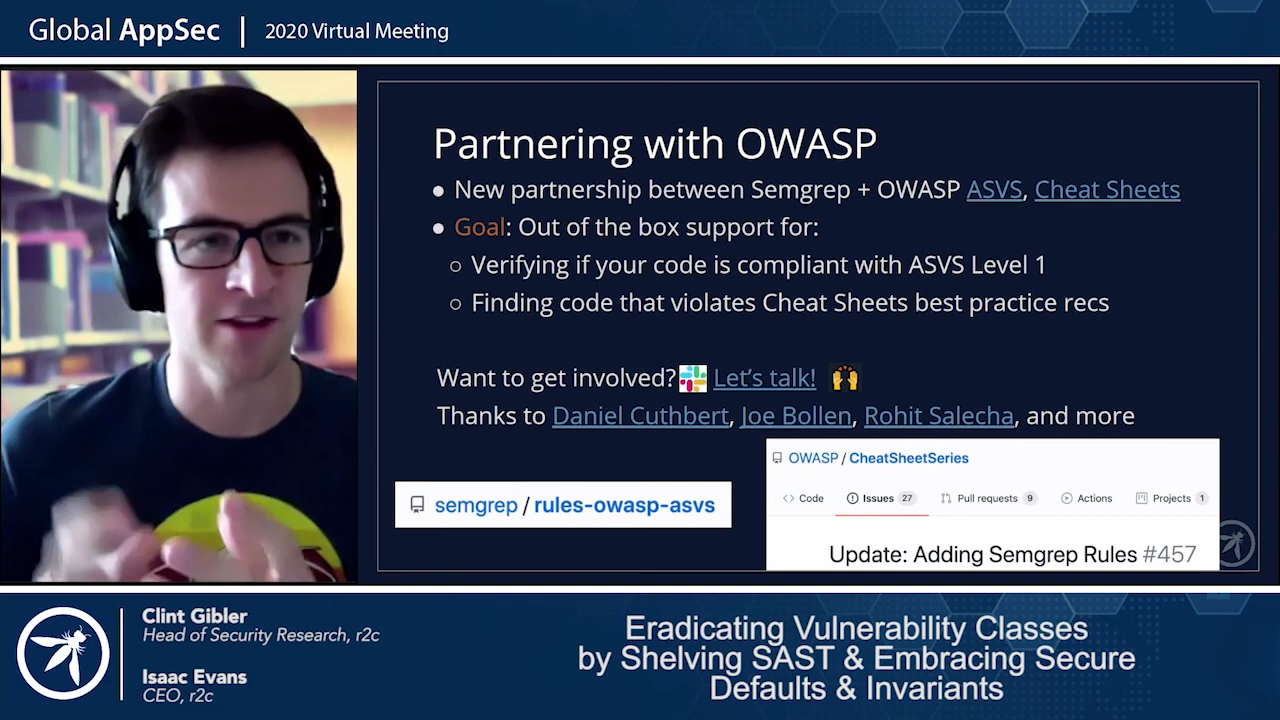 Global AppSec | 2020 Virtual Meeting
Partnering with OWASP
● New partnership between Semgrep + OWASP ASVS, Cheat Sheets
● Goal: Out of the box support for:
○ Verifying if your code is compliant with ASVS Level 1
○ Finding code that violates Cheat Sheets best practice recs
Want to get involved? Let's talk!
Thanks to Daniel Cuthbert, Joe Bollen, Rohit Salecha, and more
semgrep / rules-owasp-asvs
OWASP / CheatSheetSeries
<> Code Issues 27 Pull requests 9 Actions Projects 1
Update: Adding Semgrep Rules #457
Clint Gibler
Head of Security Research, r2c
Isaac Evans
CEO, r2c
Eradicating Vulnerability Classes
by Shelving SAST & Embracing Secure
Defaults & Invariants